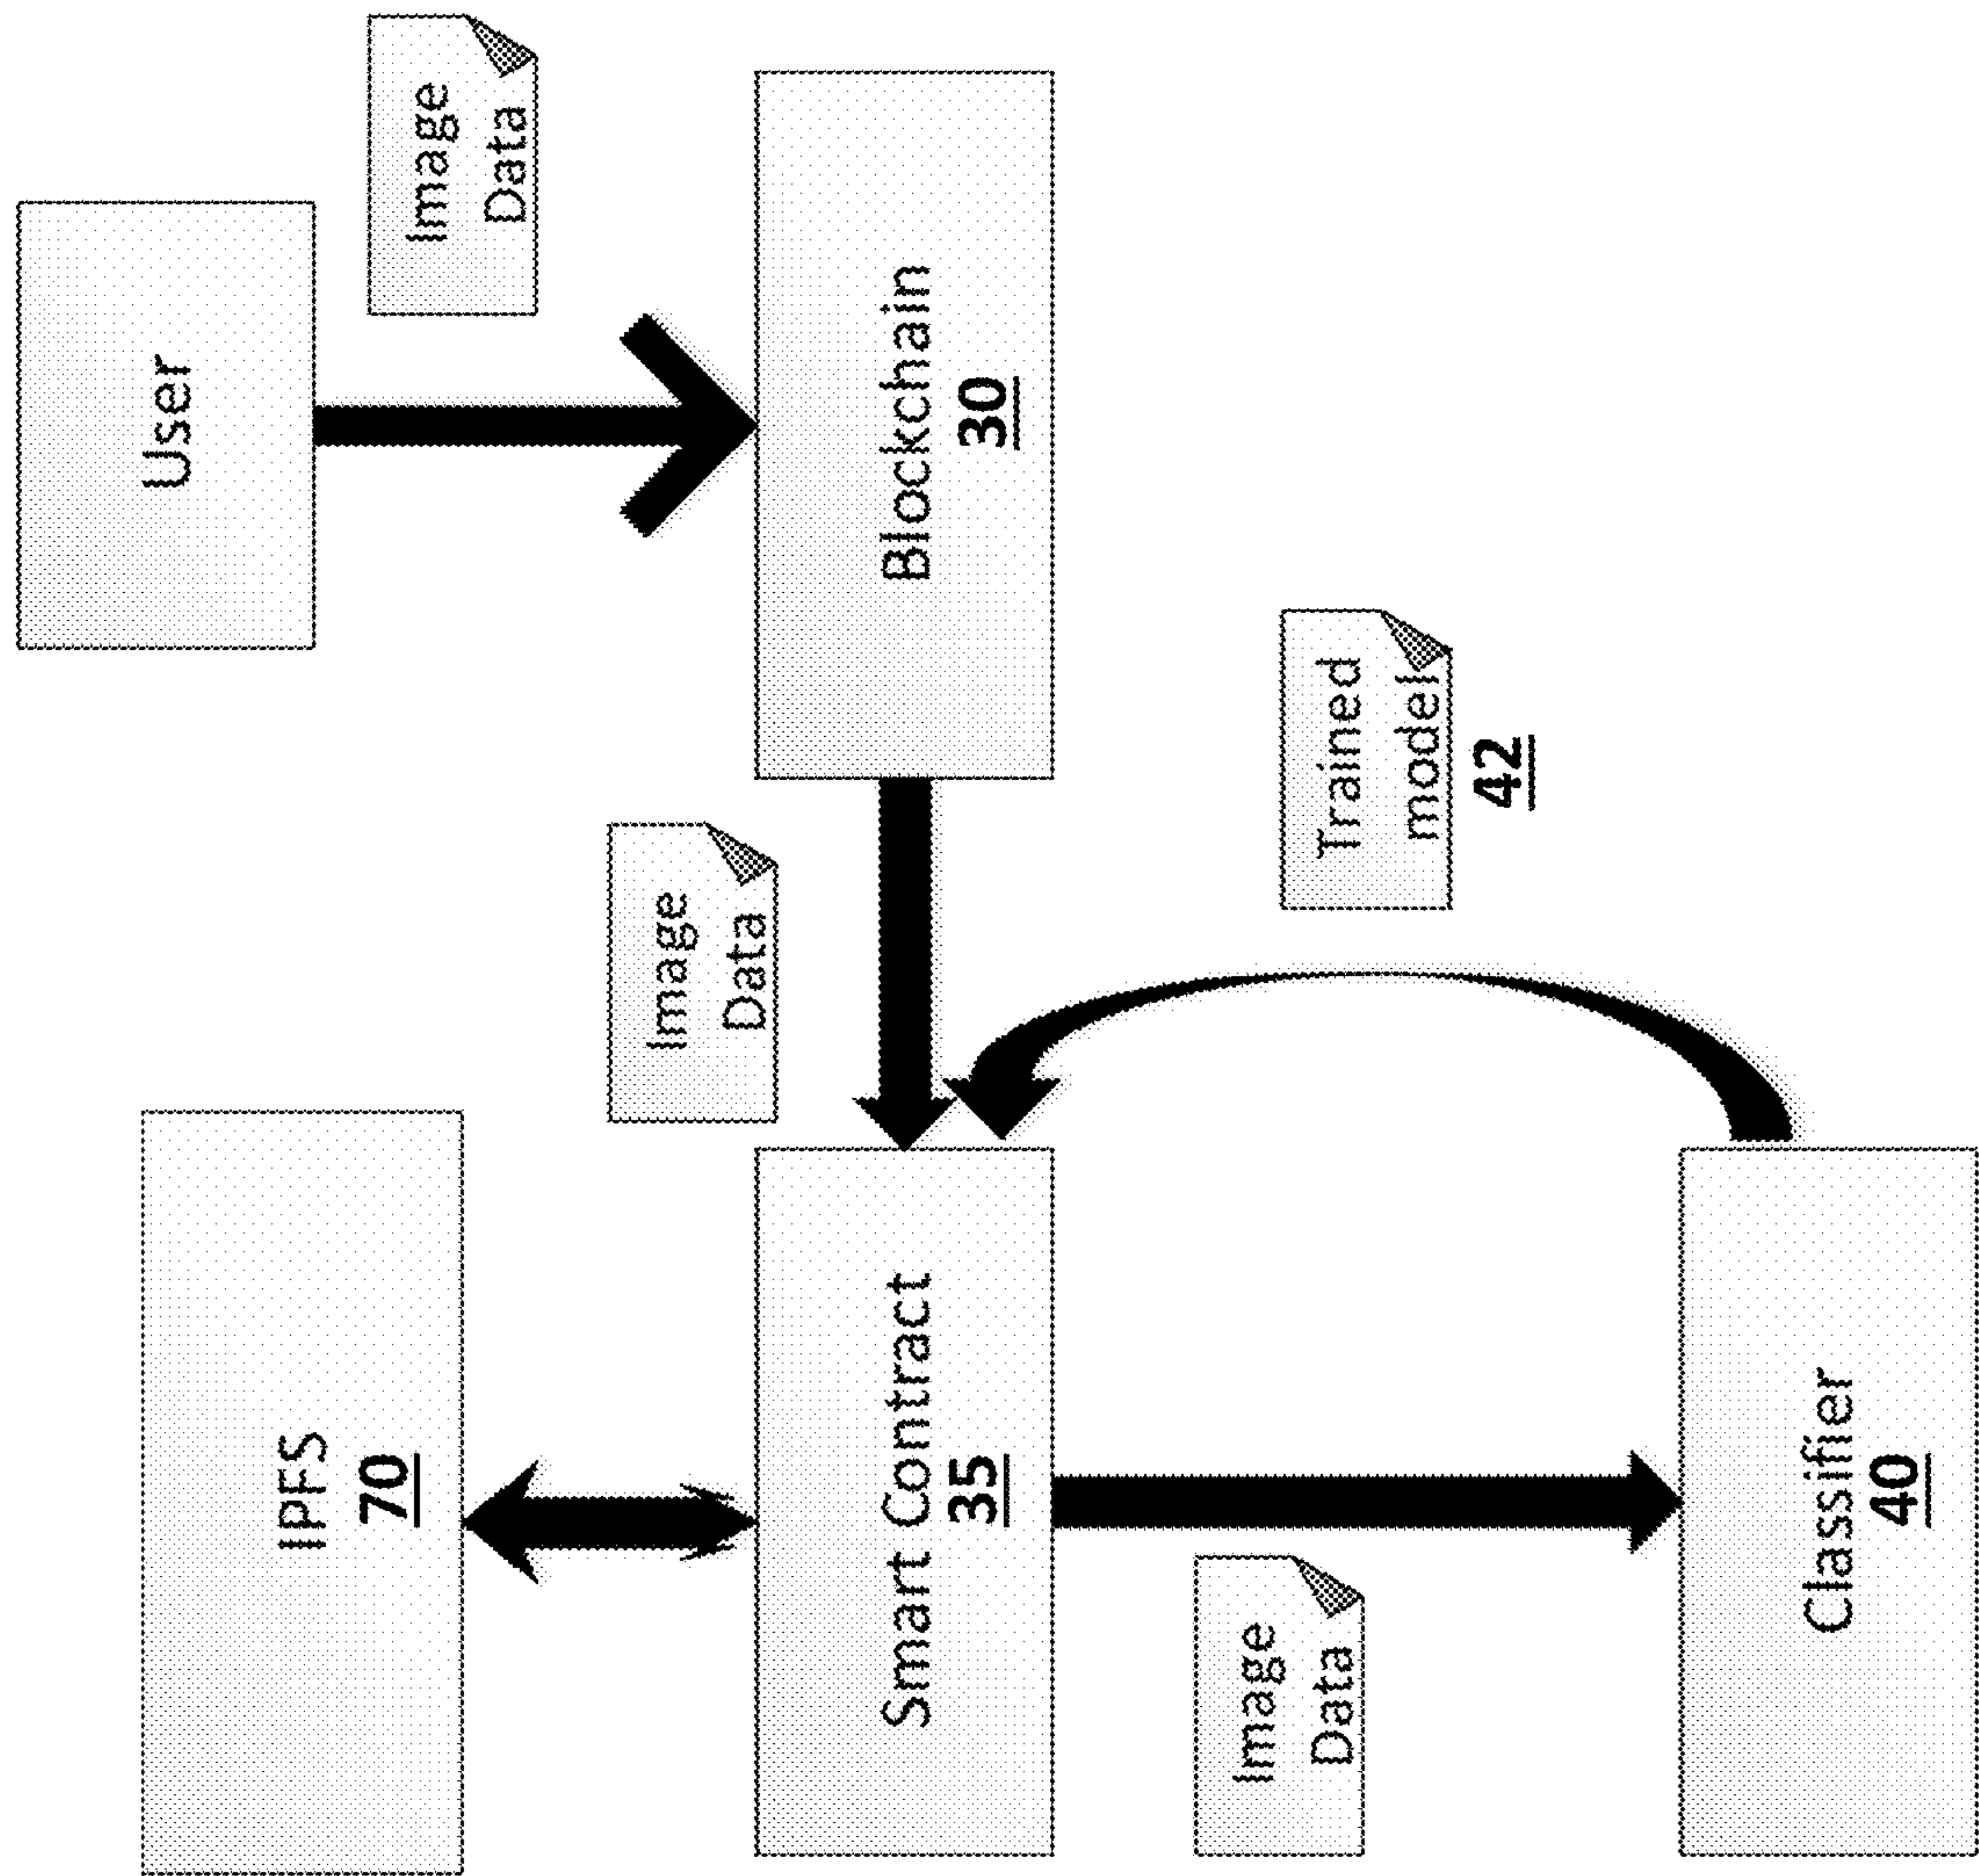 IPFS
70
Smart Contract
35
Image
Data
Classifier
40
Image
Data
Trained
model
42
User
Image
Data
Blockchain
30